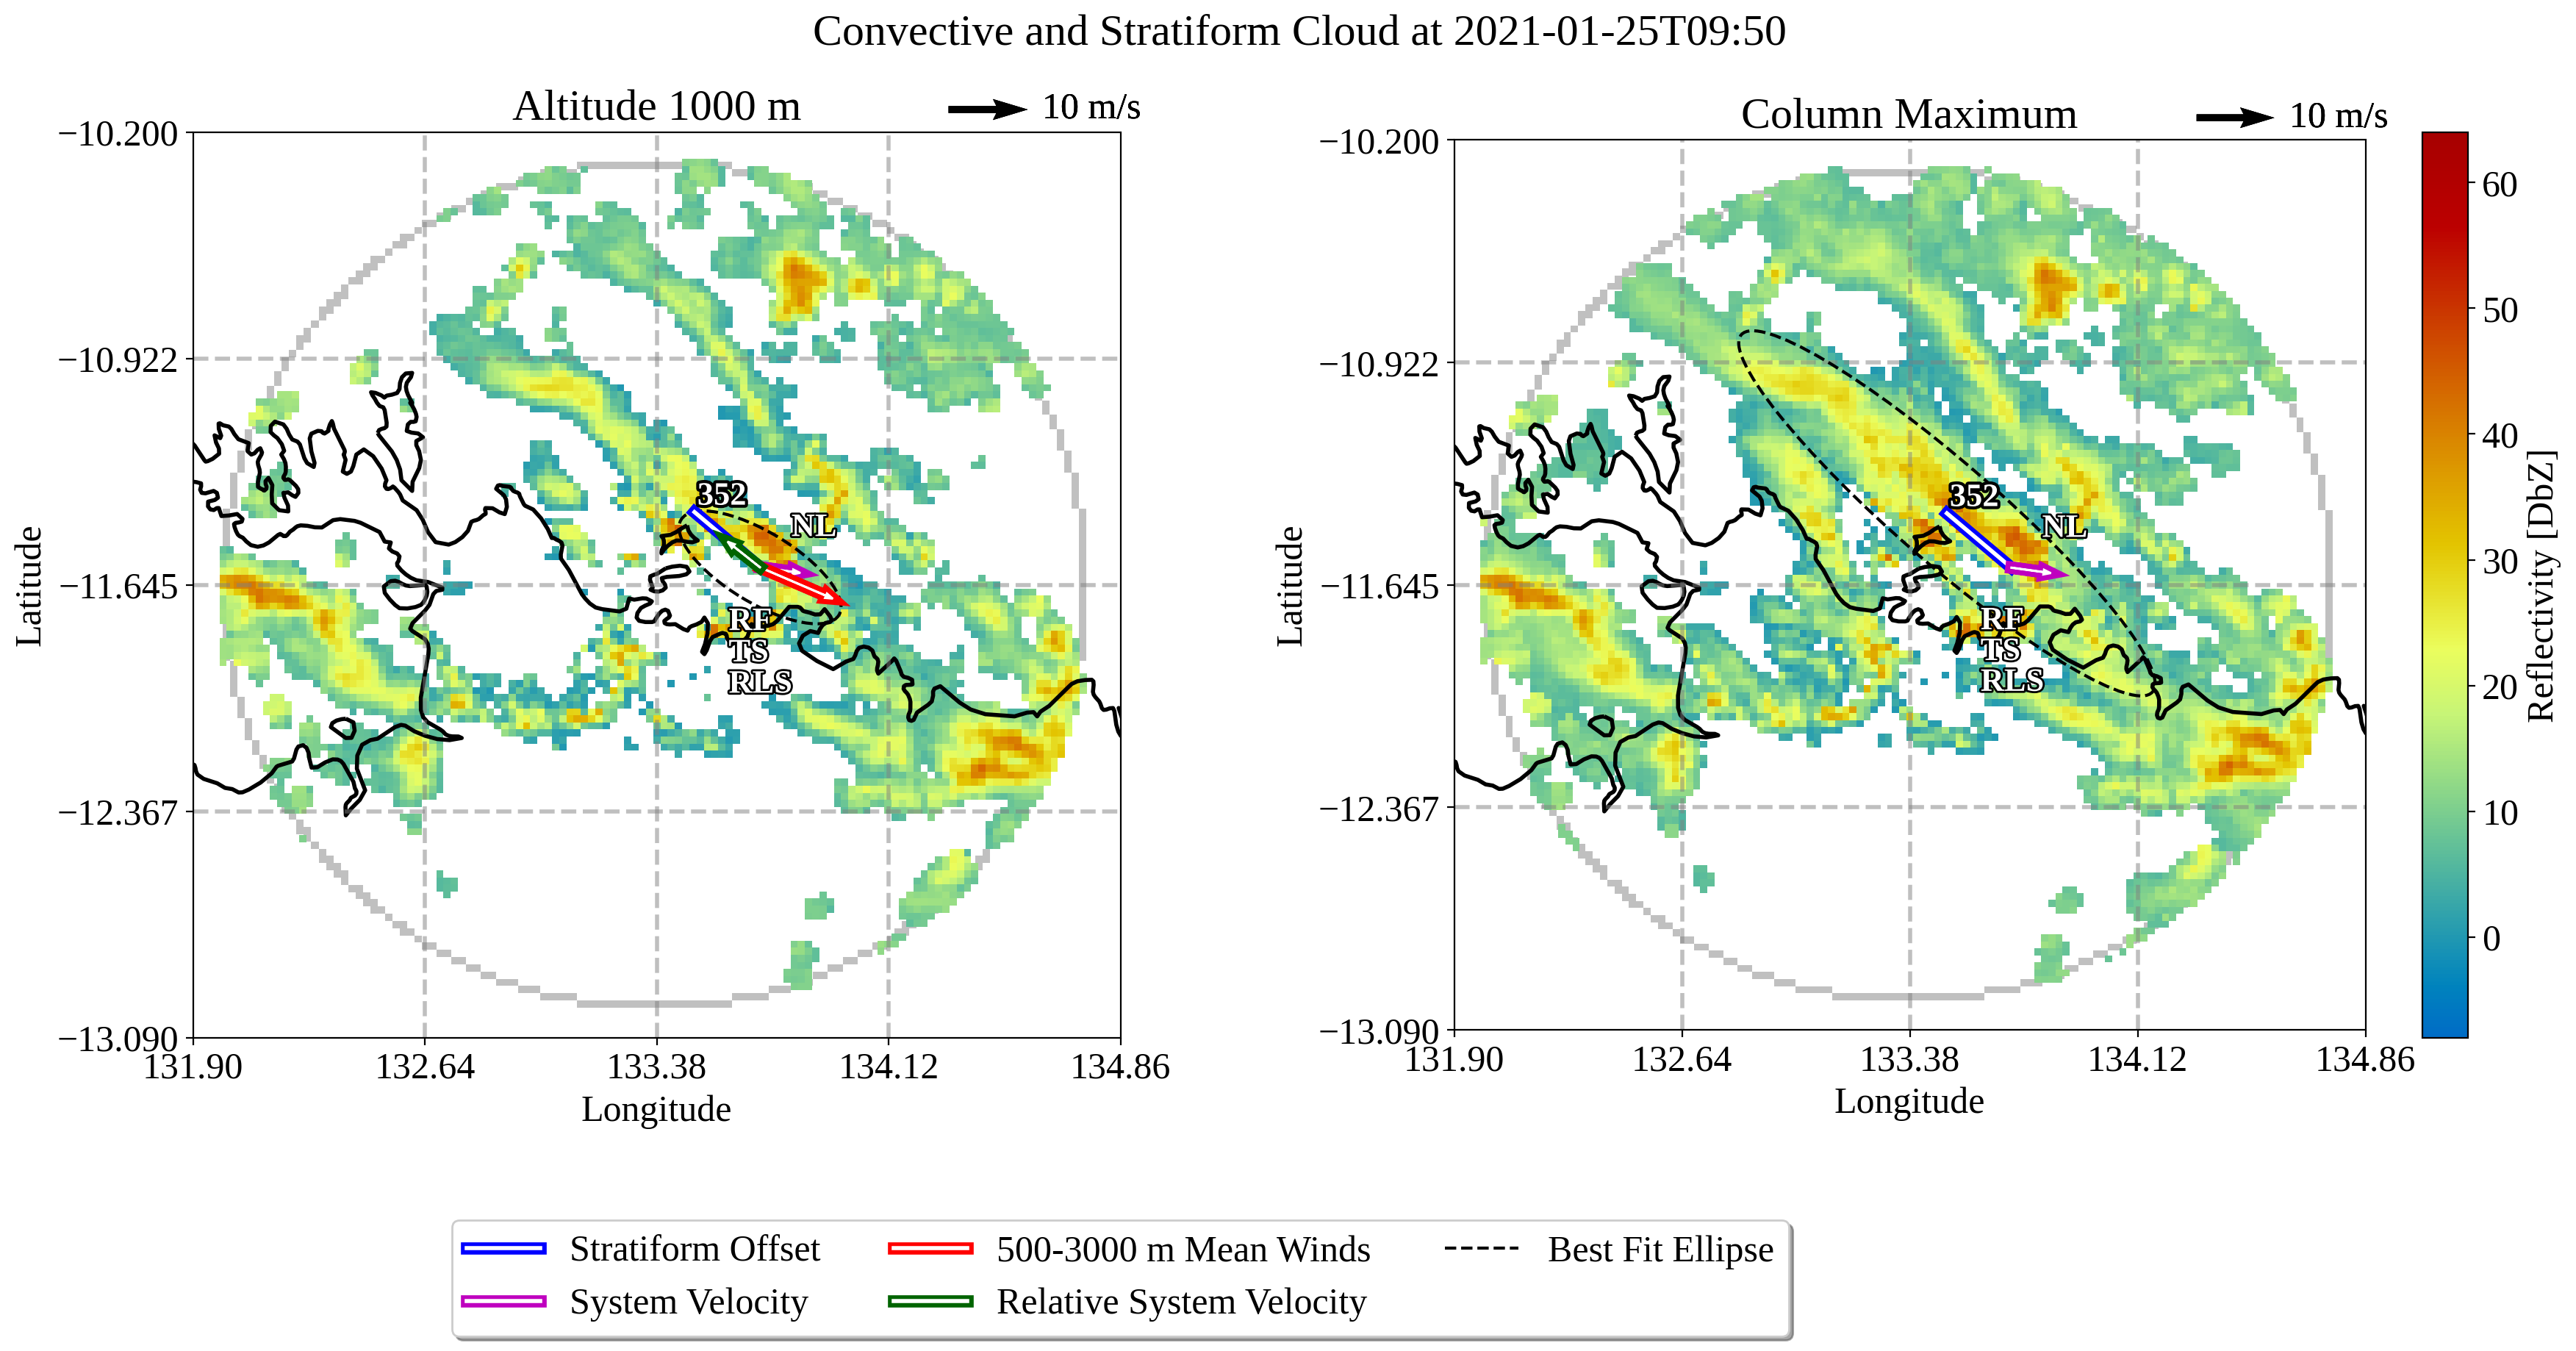 Convective and Stratiform Cloud at 2021-01-25T09:50
Altitude 1000 m
10 m/s
−10.200
−10.922
−11.645
−12.367
−13.090
Latitude
131.90
132.64
133.38
134.12
134.86
Longitude
352
NL
RF
TS
RLS
Column Maximum
10 m/s
−10.200
−10.922
−11.645
−12.367
−13.090
Latitude
131.90
132.64
133.38
134.12
134.86
Longitude
352
NL
RF
TS
RLS
60
50
40
30
20
10
0
Reflectivity [DbZ]
Stratiform Offset
System Velocity
500-3000 m Mean Winds
Relative System Velocity
Best Fit Ellipse